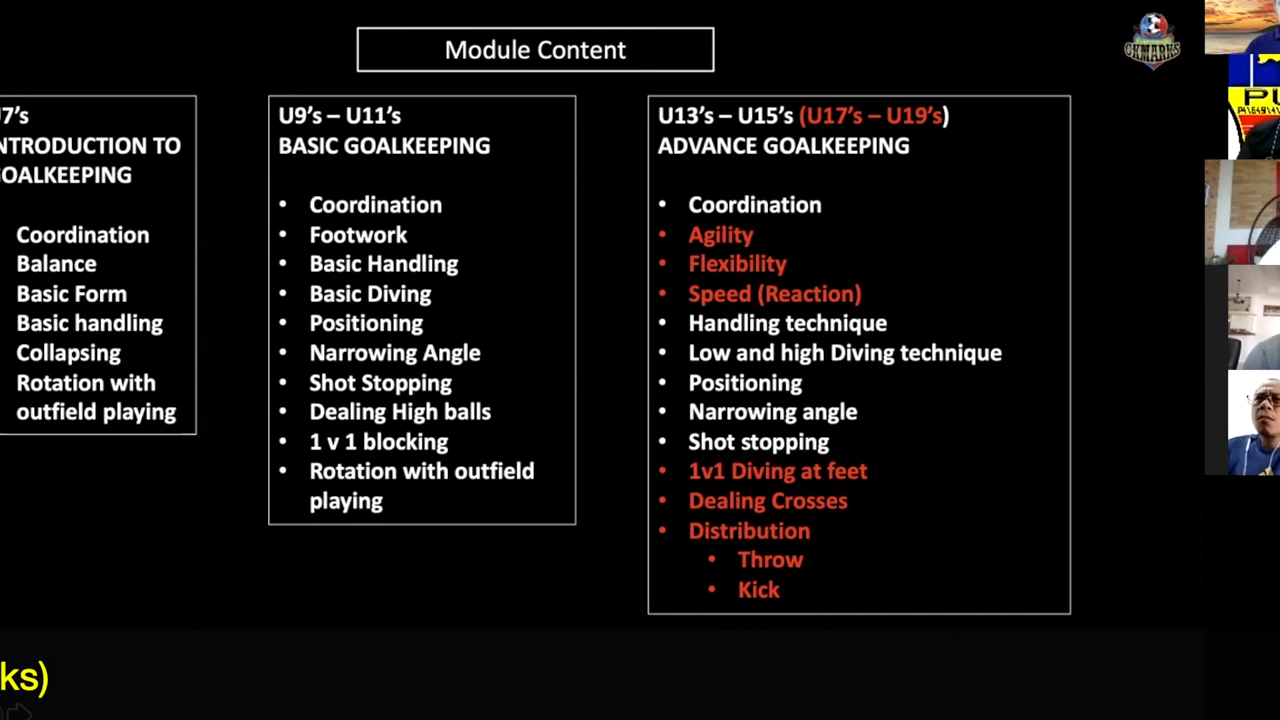 Module Content
CKMARKS
U7's
NTRODUCTION TO
OALKEEPING
Coordination
Balance
Basic Form
Basic handling
Collapsing
Rotation with
outfield playing
U9's – U11's
BASIC GOALKEEPING
• Coordination
• Footwork
• Basic Handling
• Basic Diving
• Positioning
• Narrowing Angle
• Shot Stopping
• Dealing High balls
• 1 v 1 blocking
• Rotation with outfield
playing
U13's – U15's (U17's – U19's)
ADVANCE GOALKEEPING
• Coordination
• Agility
• Flexibility
• Speed (Reaction)
• Handling technique
• Low and high Diving technique
• Positioning
• Narrowing angle
• Shot stopping
• 1v1 Diving at feet
• Dealing Crosses
• Distribution
• Throw
• Kick
ks)